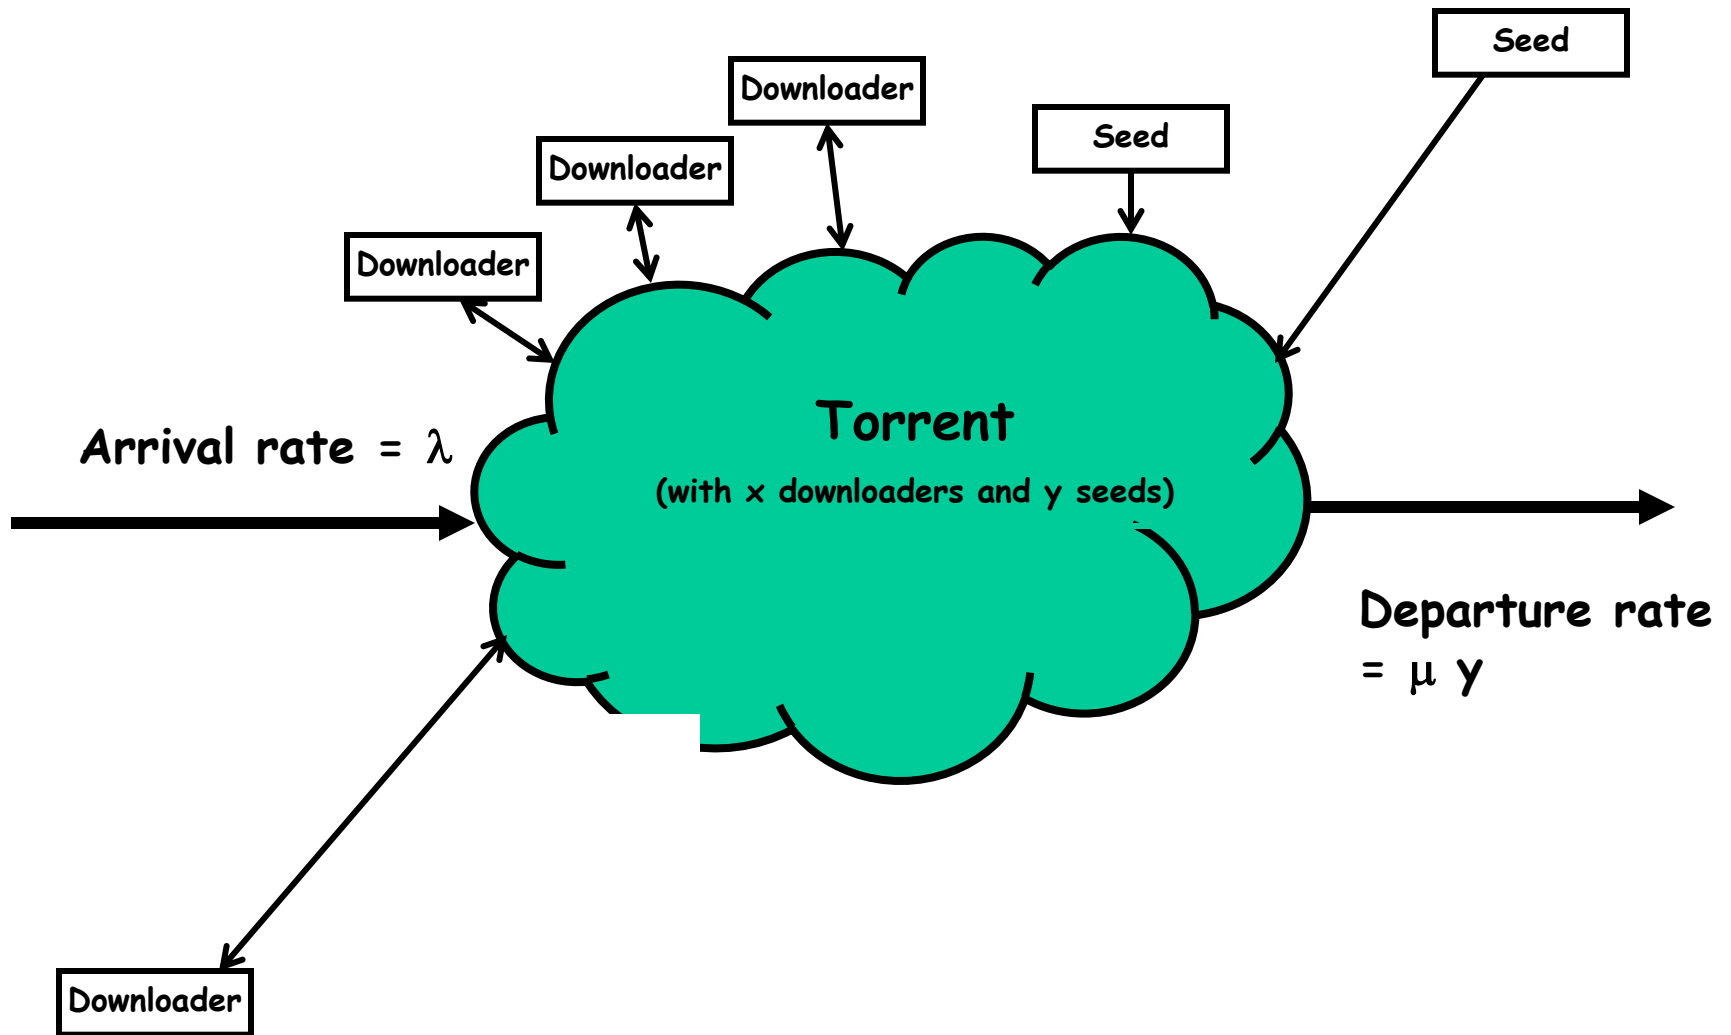 Seed
Downloader
Seed
Downloader
Downloader
Torrent
Arrival rate = λ
(with x downloaders and y seeds)
Departure rate
= μ y
Downloader